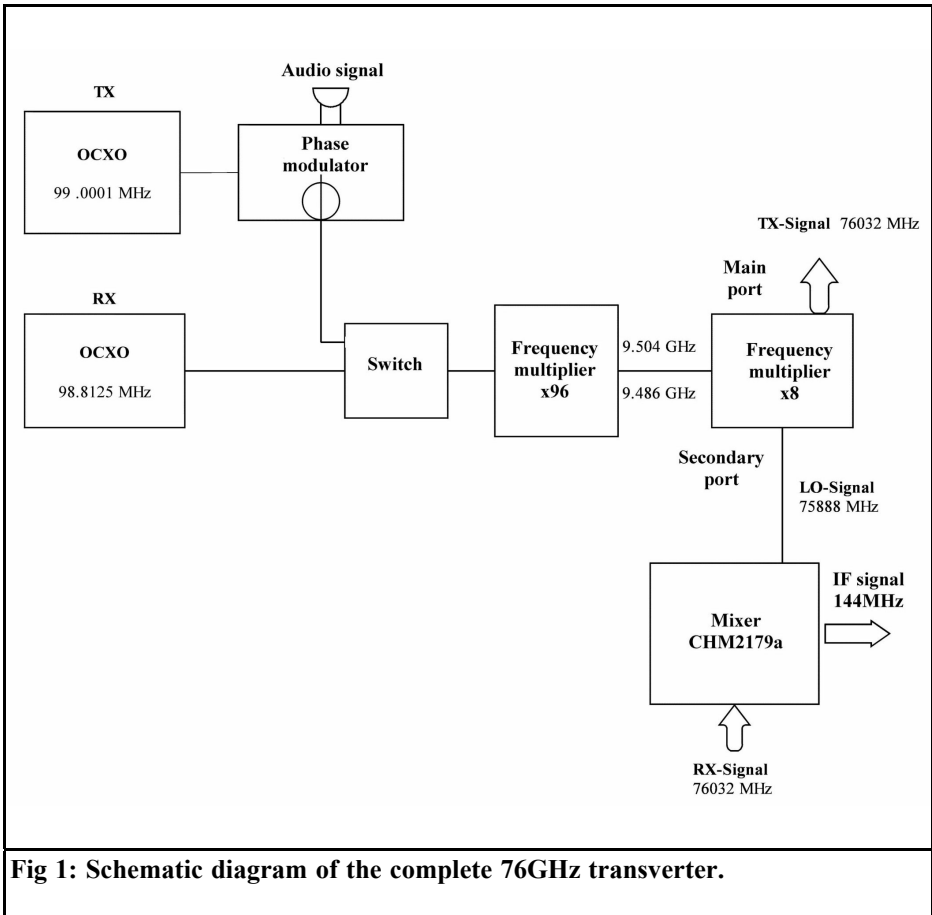 Audio signal
TX
OCXO
99 .0001 MHz
Phase
modulator
TX-Signal 76032 MHz
Main
port
RX
OCXO
98.8125 MHz
Switch
Frequency
multiplier
x96
9.504 GHz
9.486 GHz
Frequency
multiplier
x8
Secondary
port
LO-Signal
75888 MHz
Mixer
CHM2179a
IF signal
144MHz
RX-Signal
76032 MHz
Fig 1: Schematic diagram of the complete 76GHz transverter.